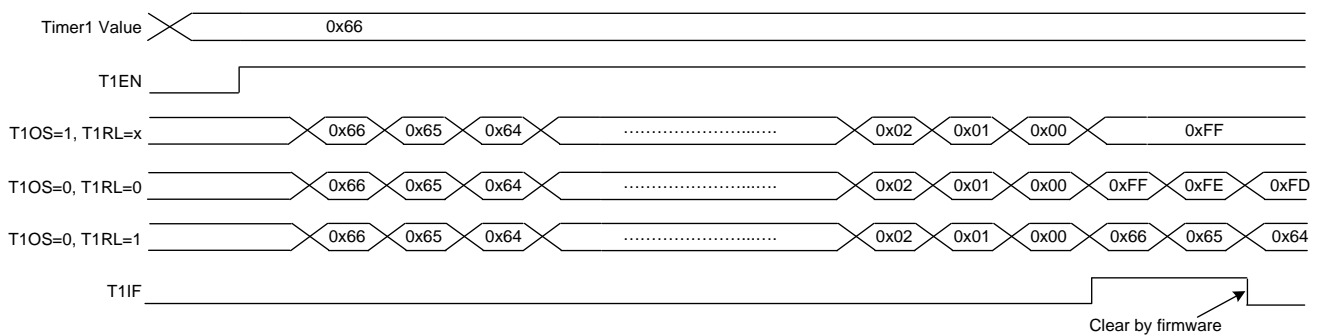 Timer1 Value 0x66
T1EN
T1OS=1, T1RL=x 0x66 0x65 0x64 ........................ 0x02 0x01 0x00 0xFF
T1OS=0, T1RL=0 0x66 0x65 0x64 ........................ 0x02 0x01 0x00 0xFF 0xFE 0xFD
T1OS=0, T1RL=1 0x66 0x65 0x64 ........................ 0x02 0x01 0x00 0x66 0x65 0x64
T1IF
Clear by firmware